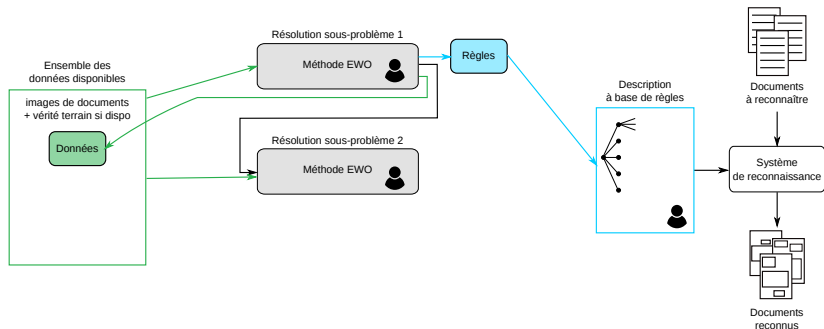 Ensemble des
données disponibles
images de documents
+ vérité terrain si dispo
Données
Résolution sous-problème 1
Méthode EWO
Règles
Résolution sous-problème 2
Méthode EWO
Description
à base de règles
Documents
à reconnaître
Système
de reconnaissance
Documents
reconnus